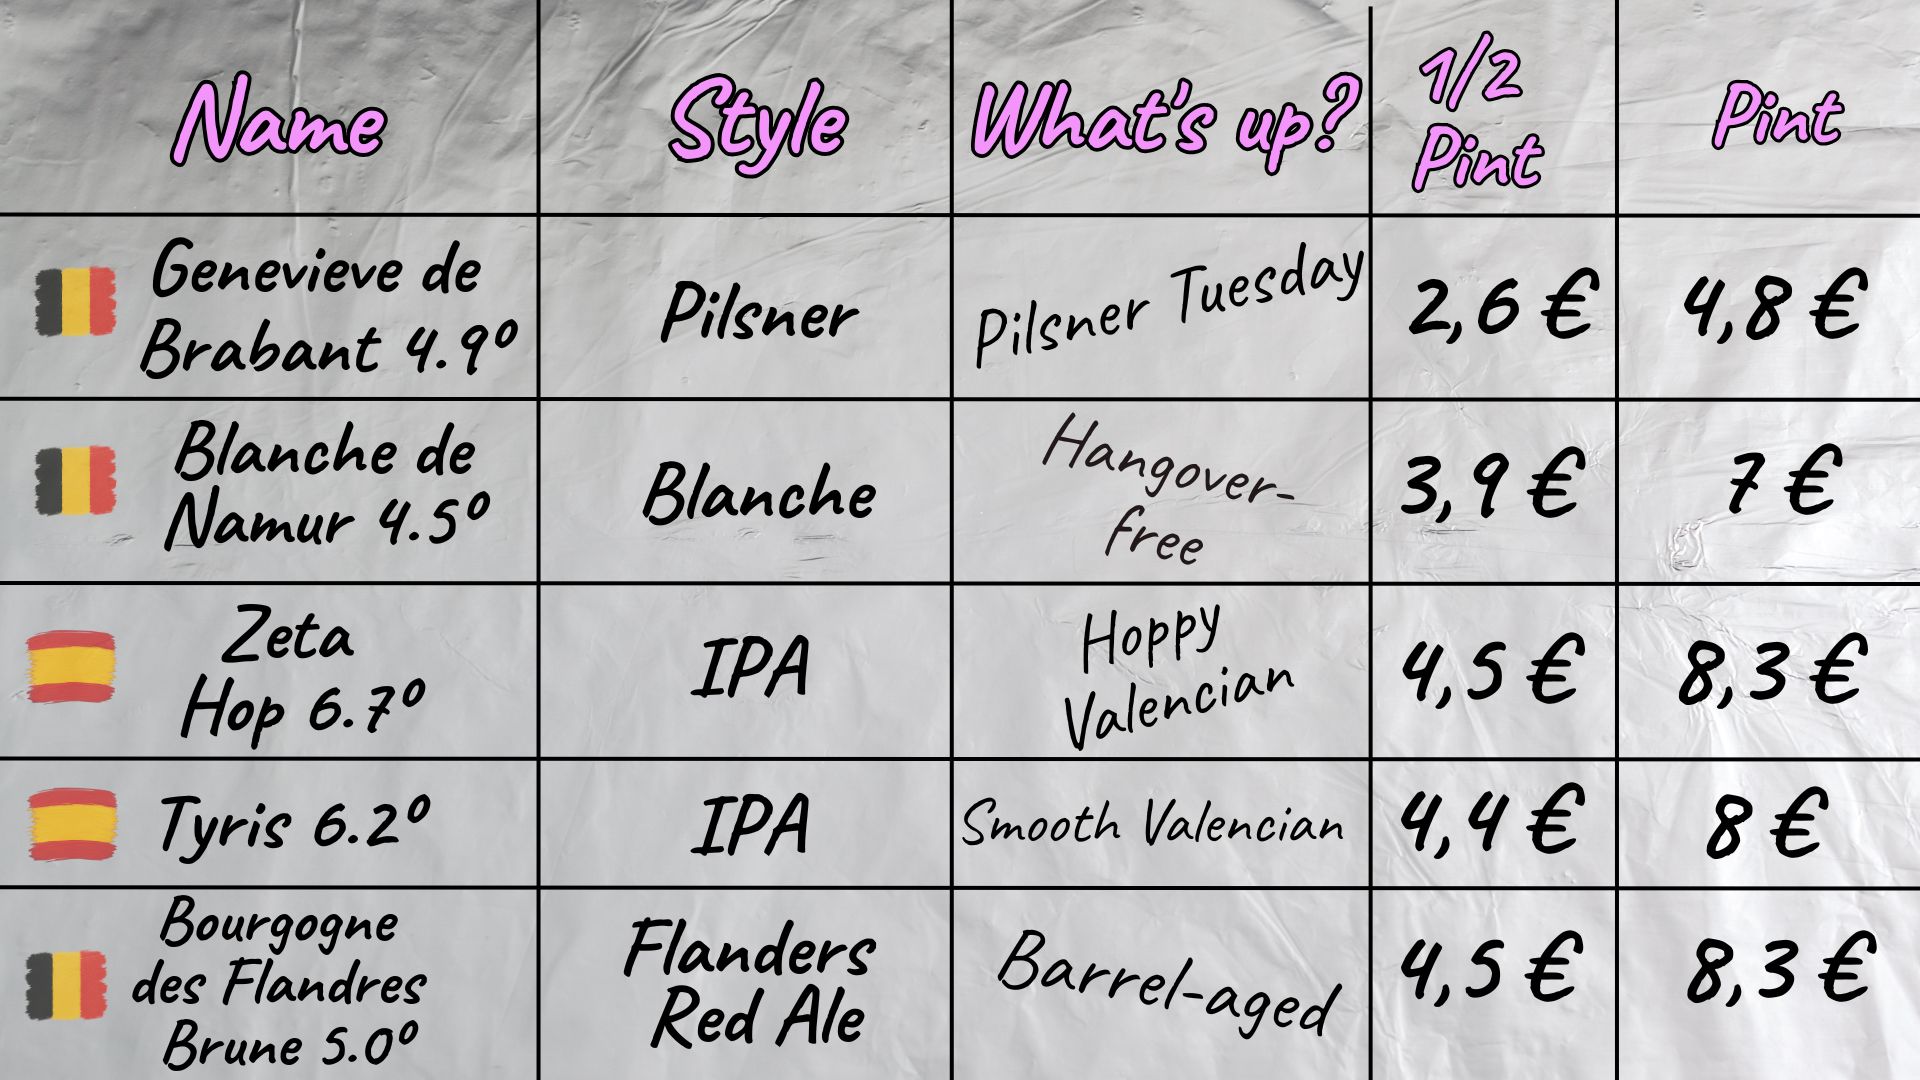 Name
Style
What's up?
1/2
Pint
Pint
Genevieve de
Brabant 4.9º
Pilsner
Pilsner Tuesday
2,6 €
4,8 €
Blanche de
Namur 4.5º
Blanche
Hangover-
free
3,9 €
7 €
Zeta
Hop 6.7º
IPA
Hoppy
Valencian
4,5 €
8,3 €
Tyris 6.2º
IPA
Smooth Valencian
4,4 €
8 €
Bourgogne
des Flandres
Brune 5.0º
Flanders
Red Ale
Barrel-aged
4,5 €
8,3 €